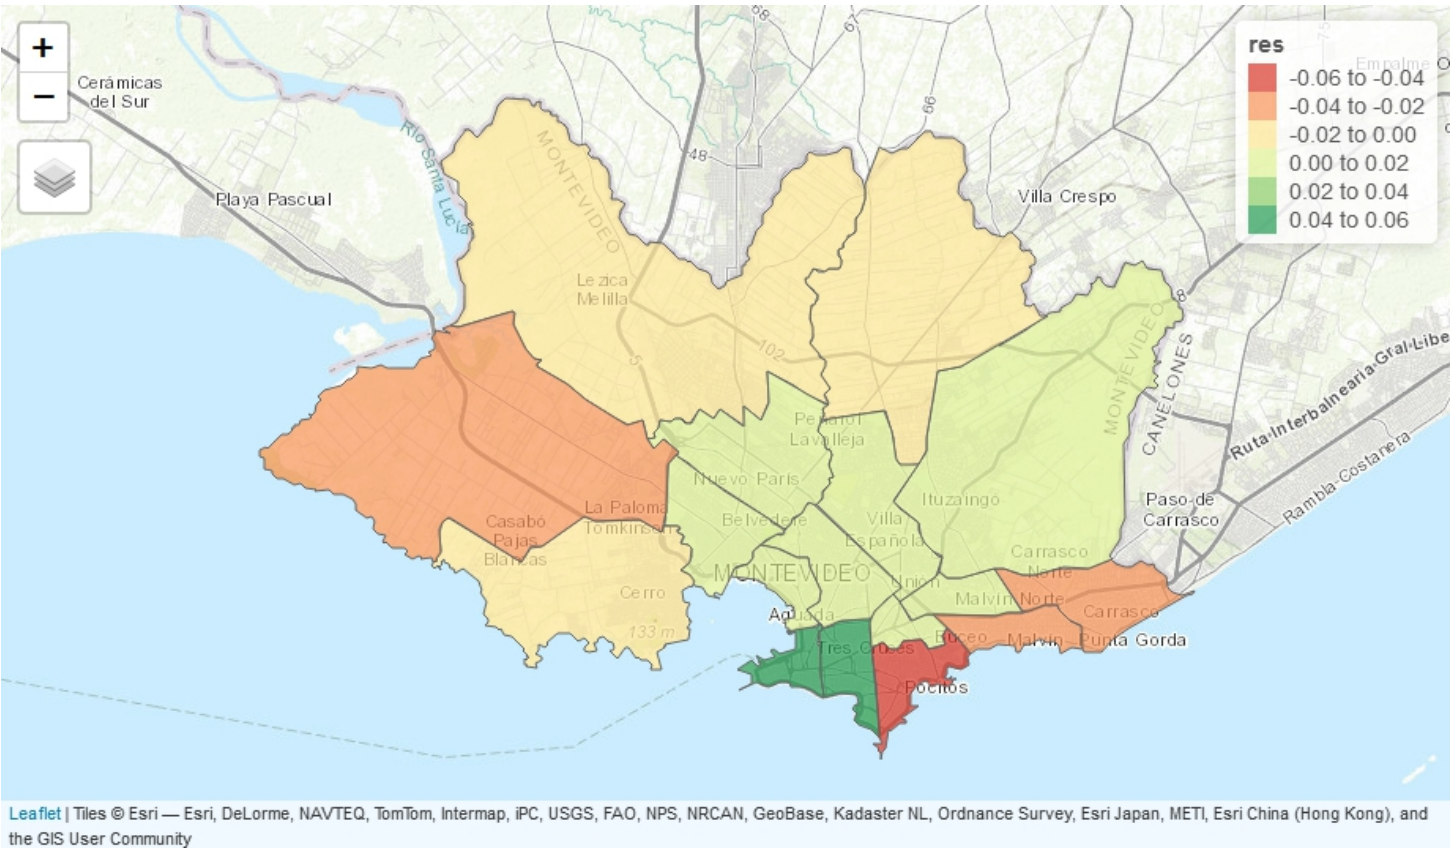 +
−
Cerámicas
del Sur
Playa Pascual
Río Santa Lucía
MONTEVIDEO
68
67
66
48
Villa Crespo
res
-0.06 to -0.04
-0.04 to -0.02
-0.02 to 0.00
0.00 to 0.02
0.02 to 0.04
0.04 to 0.06
Lezica
Melilla
5
102
8
MONTEVIDEO
CANELONES
Ruta Interbalnearia Gral Libe
Rambla Costanera
Peñarol
Lavalleja
Nuevo París
Ituzaingó
Paso de
Carrasco
La Paloma
Tomkinson
Casabó
Pajas
Blancas
Belvedere
Villa
Española
Carrasco
Norte
MONTEVIDEO
Unión
Malvín Norte
Cerro
133 m
Aguada
Carrasco
Tres Cruces
Buceo
Malvín
Punta Gorda
Pocitos
Leaflet | Tiles © Esri — Esri, DeLorme, NAVTEQ, TomTom, Intermap, iPC, USGS, FAO, NPS, NRCAN, GeoBase, Kadaster NL, Ordnance Survey, Esri Japan, METI, Esri China (Hong Kong), and
the GIS User Community